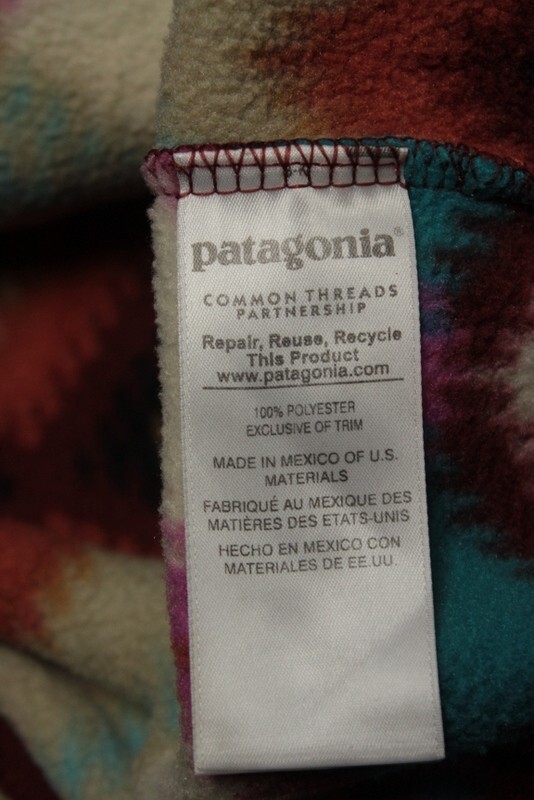 patagonia®
COMMON THREADS
PARTNERSHIP
Repair, Reuse, Recycle
This Product
www.patagonia.com
100% POLYESTER
EXCLUSIVE OF TRIM
MADE IN MEXICO OF U.S.
MATERIALS
FABRIQUÉ AU MEXIQUE DES
MATIÈRES DES ETATS-UNIS
HECHO EN MEXICO CON
MATERIALES DE EE.UU.